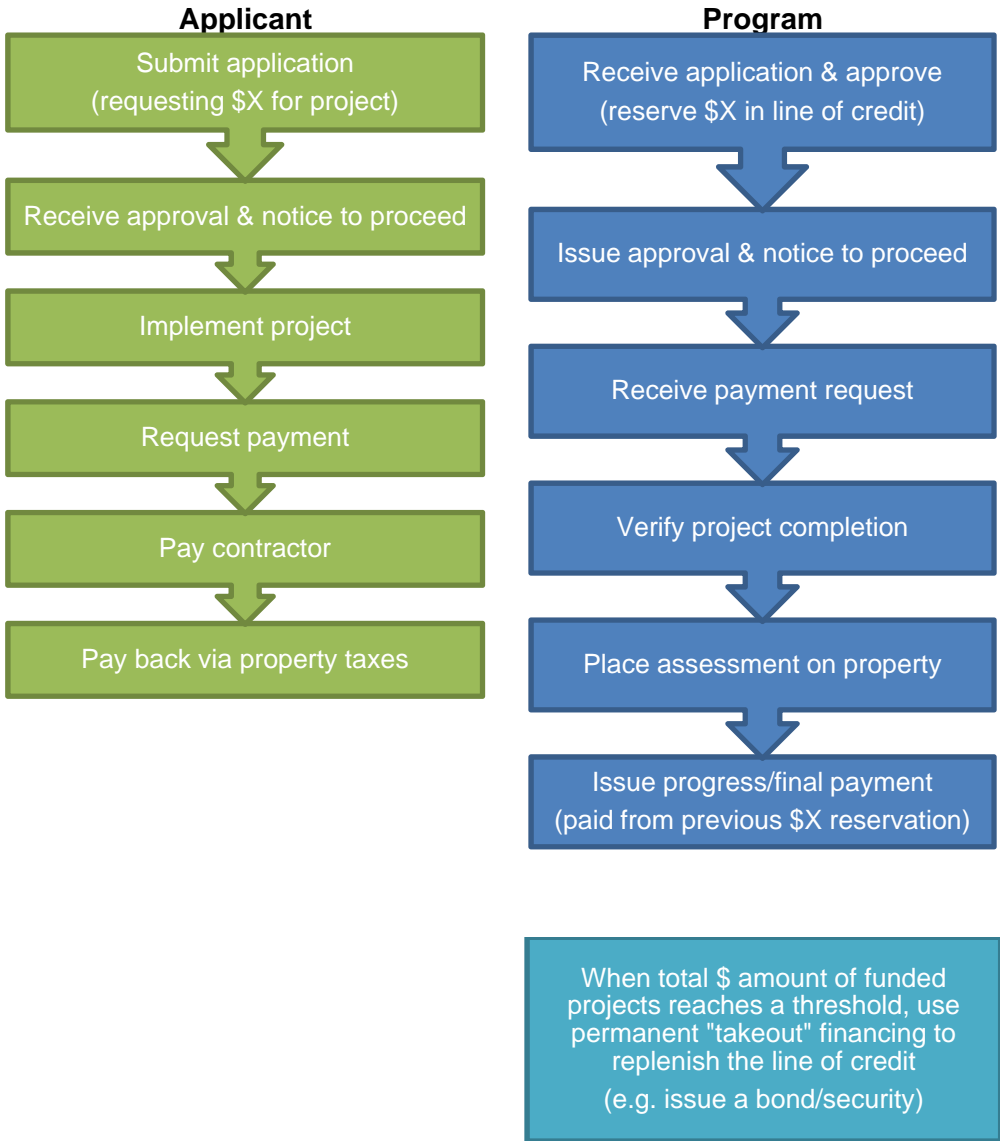 Applicant
Submit application
(requesting $X for project)
Receive approval & notice to proceed
Implement project
Request payment
Pay contractor
Pay back via property taxes
Program
Receive application & approve
(reserve $X in line of credit)
Issue approval & notice to proceed
Receive payment request
Verify project completion
Place assessment on property
Issue progress/final payment
(paid from previous $X reservation)
When total $ amount of funded
projects reaches a threshold, use
permanent "takeout" financing to
replenish the line of credit
(e.g. issue a bond/security)